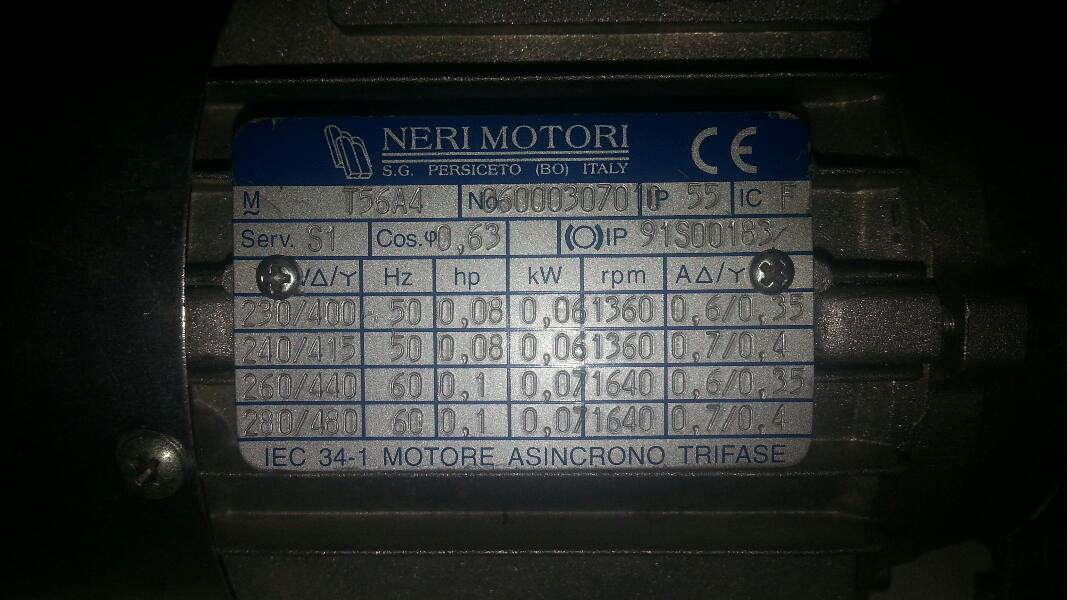 NERI MOTORI
CE
S.G. PERSICETO (BO) ITALY
M ~ T56A4 No 0600030701 IP 55 IC F
Serv. S1 Cos.φ 0,63 IP 91S00183/
V Δ/Y Hz hp kW rpm A Δ/Y
230/400 50 0,08 0,06 1360 0,6/0,35
240/415 50 0,08 0,06 1360 0,7/0,4
260/440 60 0,1 0,07 1640 0,6/0,35
280/480 60 0,1 0,07 1640 0,7/0,4
IEC 34-1 MOTORE ASINCRONO TRIFASE